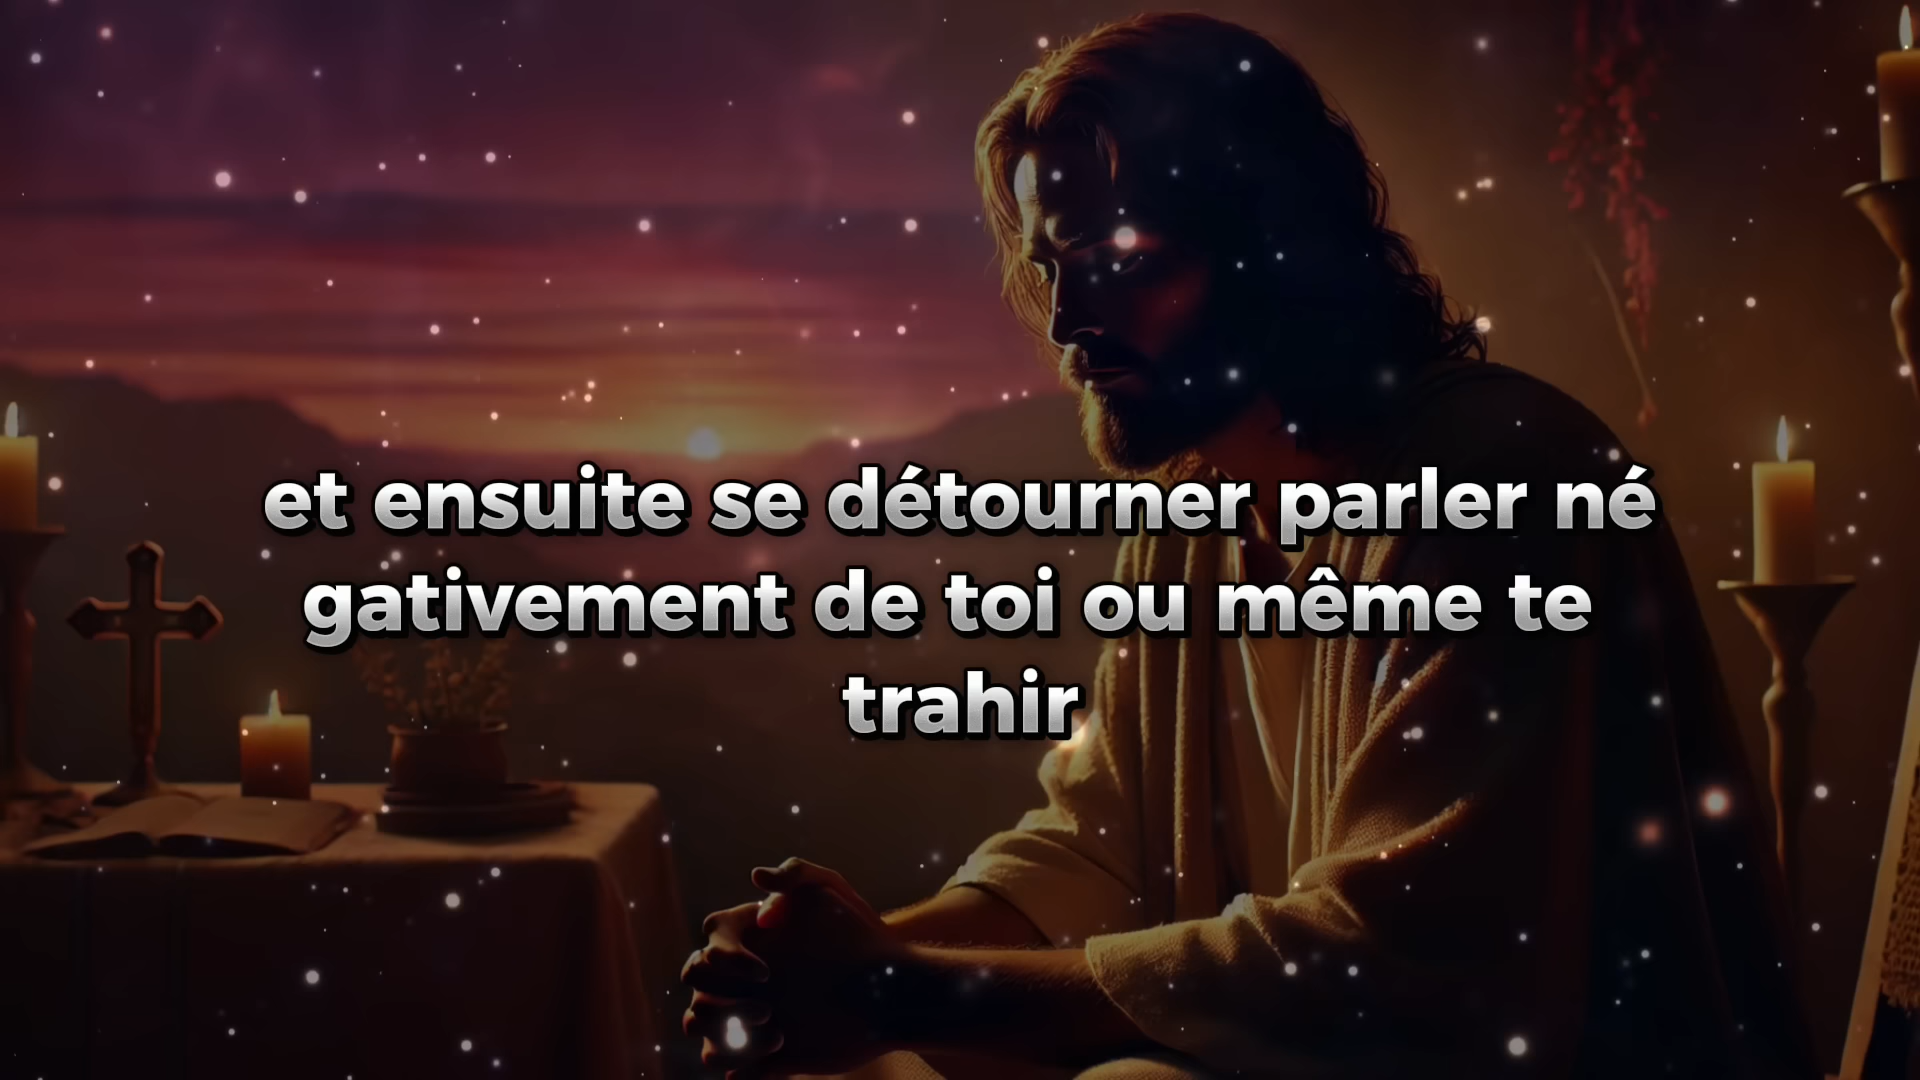 et ensuite se détourner parler né
gativement de toi ou même te
trahir